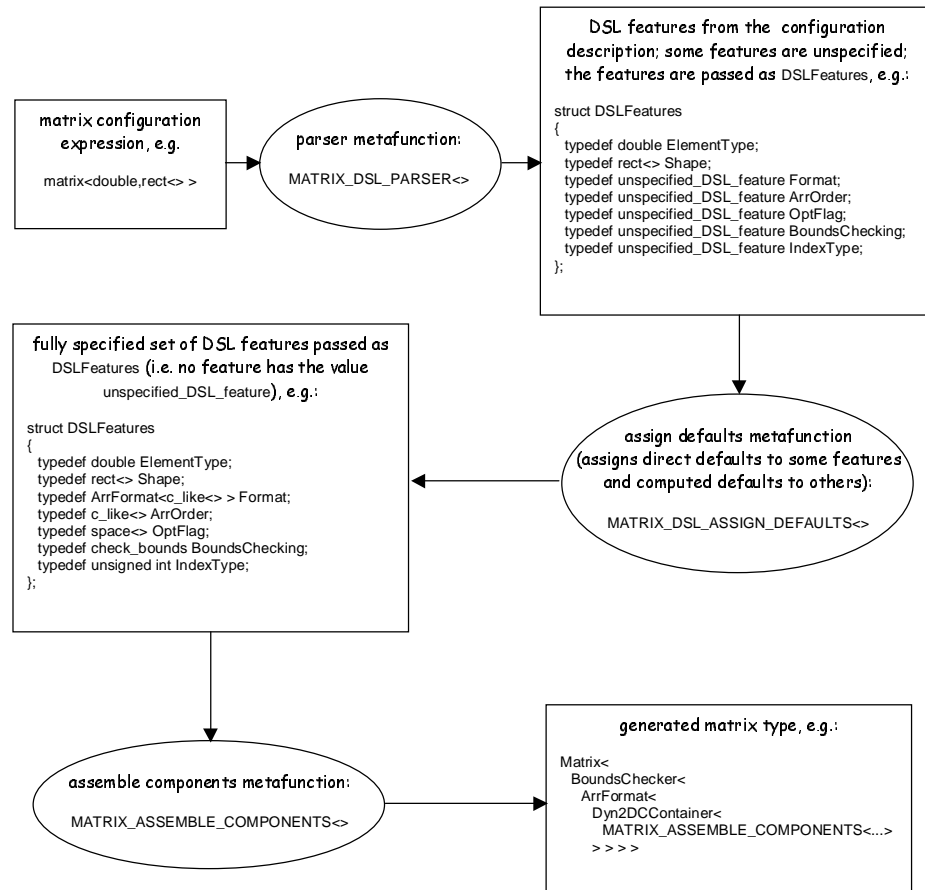 matrix configuration
expression, e.g.
matrix<double,rect<> >
parser metafunction:
MATRIX_DSL_PARSER<>
DSL features from the configuration
description; some features are unspecified;
the features are passed as DSLFeatures, e.g.:
struct DSLFeatures
{
typedef double ElementType;
typedef rect<> Shape;
typedef unspecified_DSL_feature Format;
typedef unspecified_DSL_feature ArrOrder;
typedef unspecified_DSL_feature OptFlag;
typedef unspecified_DSL_feature BoundsChecking;
typedef unspecified_DSL_feature IndexType;
};
assign defaults metafunction
(assigns direct defaults to some features
and computed defaults to others):
MATRIX_DSL_ASSIGN_DEFAULTS<>
fully specified set of DSL features passed as
DSLFeatures (i.e. no feature has the value
unspecified_DSL_feature), e.g.:
struct DSLFeatures
{
typedef double ElementType;
typedef rect<> Shape;
typedef ArrFormat<c_like<> > Format;
typedef c_like<> ArrOrder;
typedef space<> OptFlag;
typedef check_bounds BoundsChecking;
typedef unsigned int IndexType;
};
assemble components metafunction:
MATRIX_ASSEMBLE_COMPONENTS<>
generated matrix type, e.g.:
Matrix<
BoundsChecker<
ArrFormat<
Dyn2DCContainer<
MATRIX_ASSEMBLE_COMPONENTS<...>
> > > >